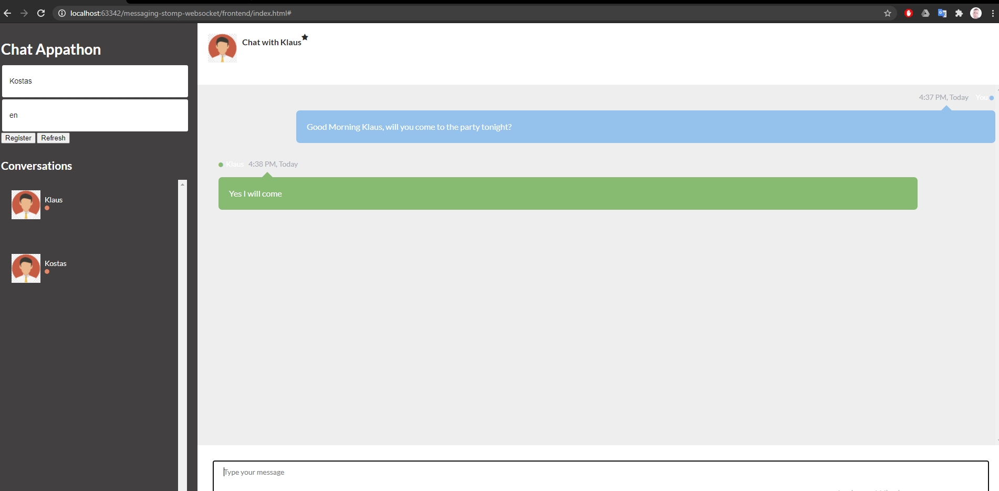 localhost:63342/messaging-stomp-websocket/frontend/index.html#
Chat Appathon
Kostas
en
Register Refresh
Conversations
Klaus
Kostas
Chat with Klaus
4:37 PM, Today You
Good Morning Klaus, will you come to the party tonight?
Klaus 4:38 PM, Today
Yes I will come
Type your message